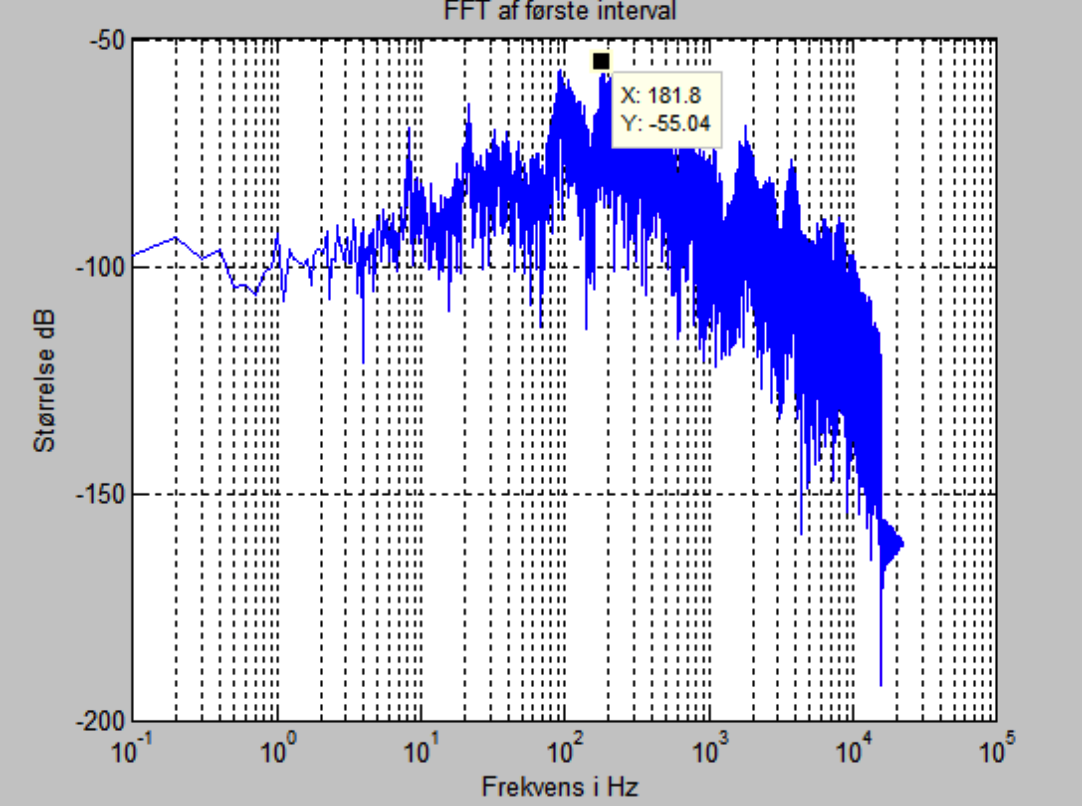 FFT af første interval
-50
X: 181.8
Y: -55.04
-100
Størrelse dB
-150
-200
10^-1 10^0 10^1 10^2 10^3 10^4 10^5
Frekvens i Hz